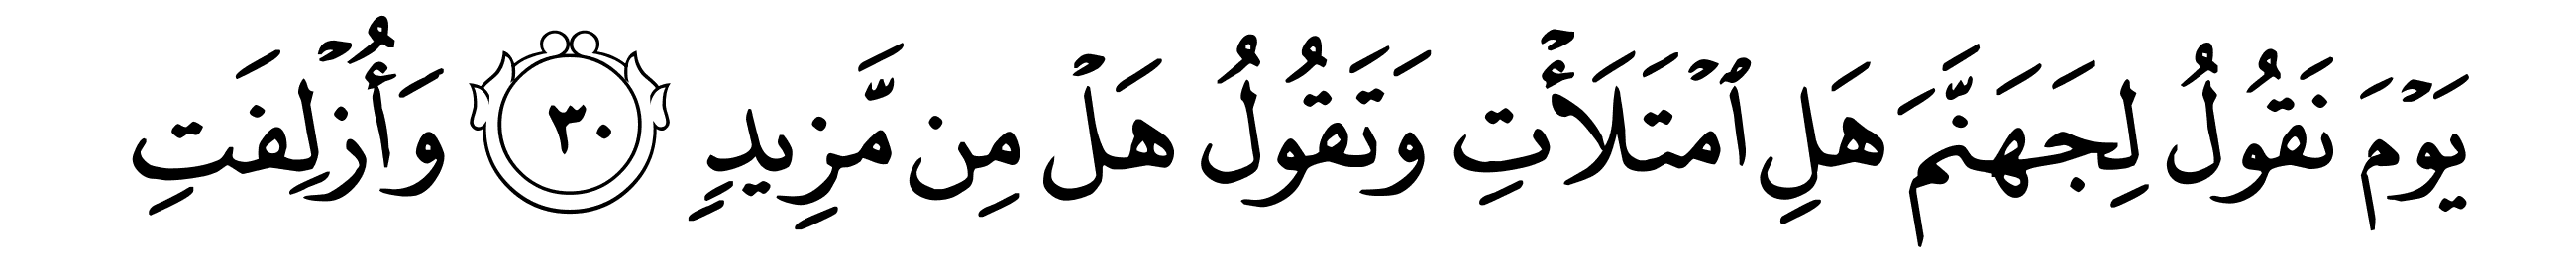 يَوْمَ نَقُولُ لِجَهَنَّمَ هَلِ ٱمْتَلَأْتِ وَتَقُولُ هَلْ مِن مَّزِيدٍ ٣٠ وَأُزْلِفَتِ